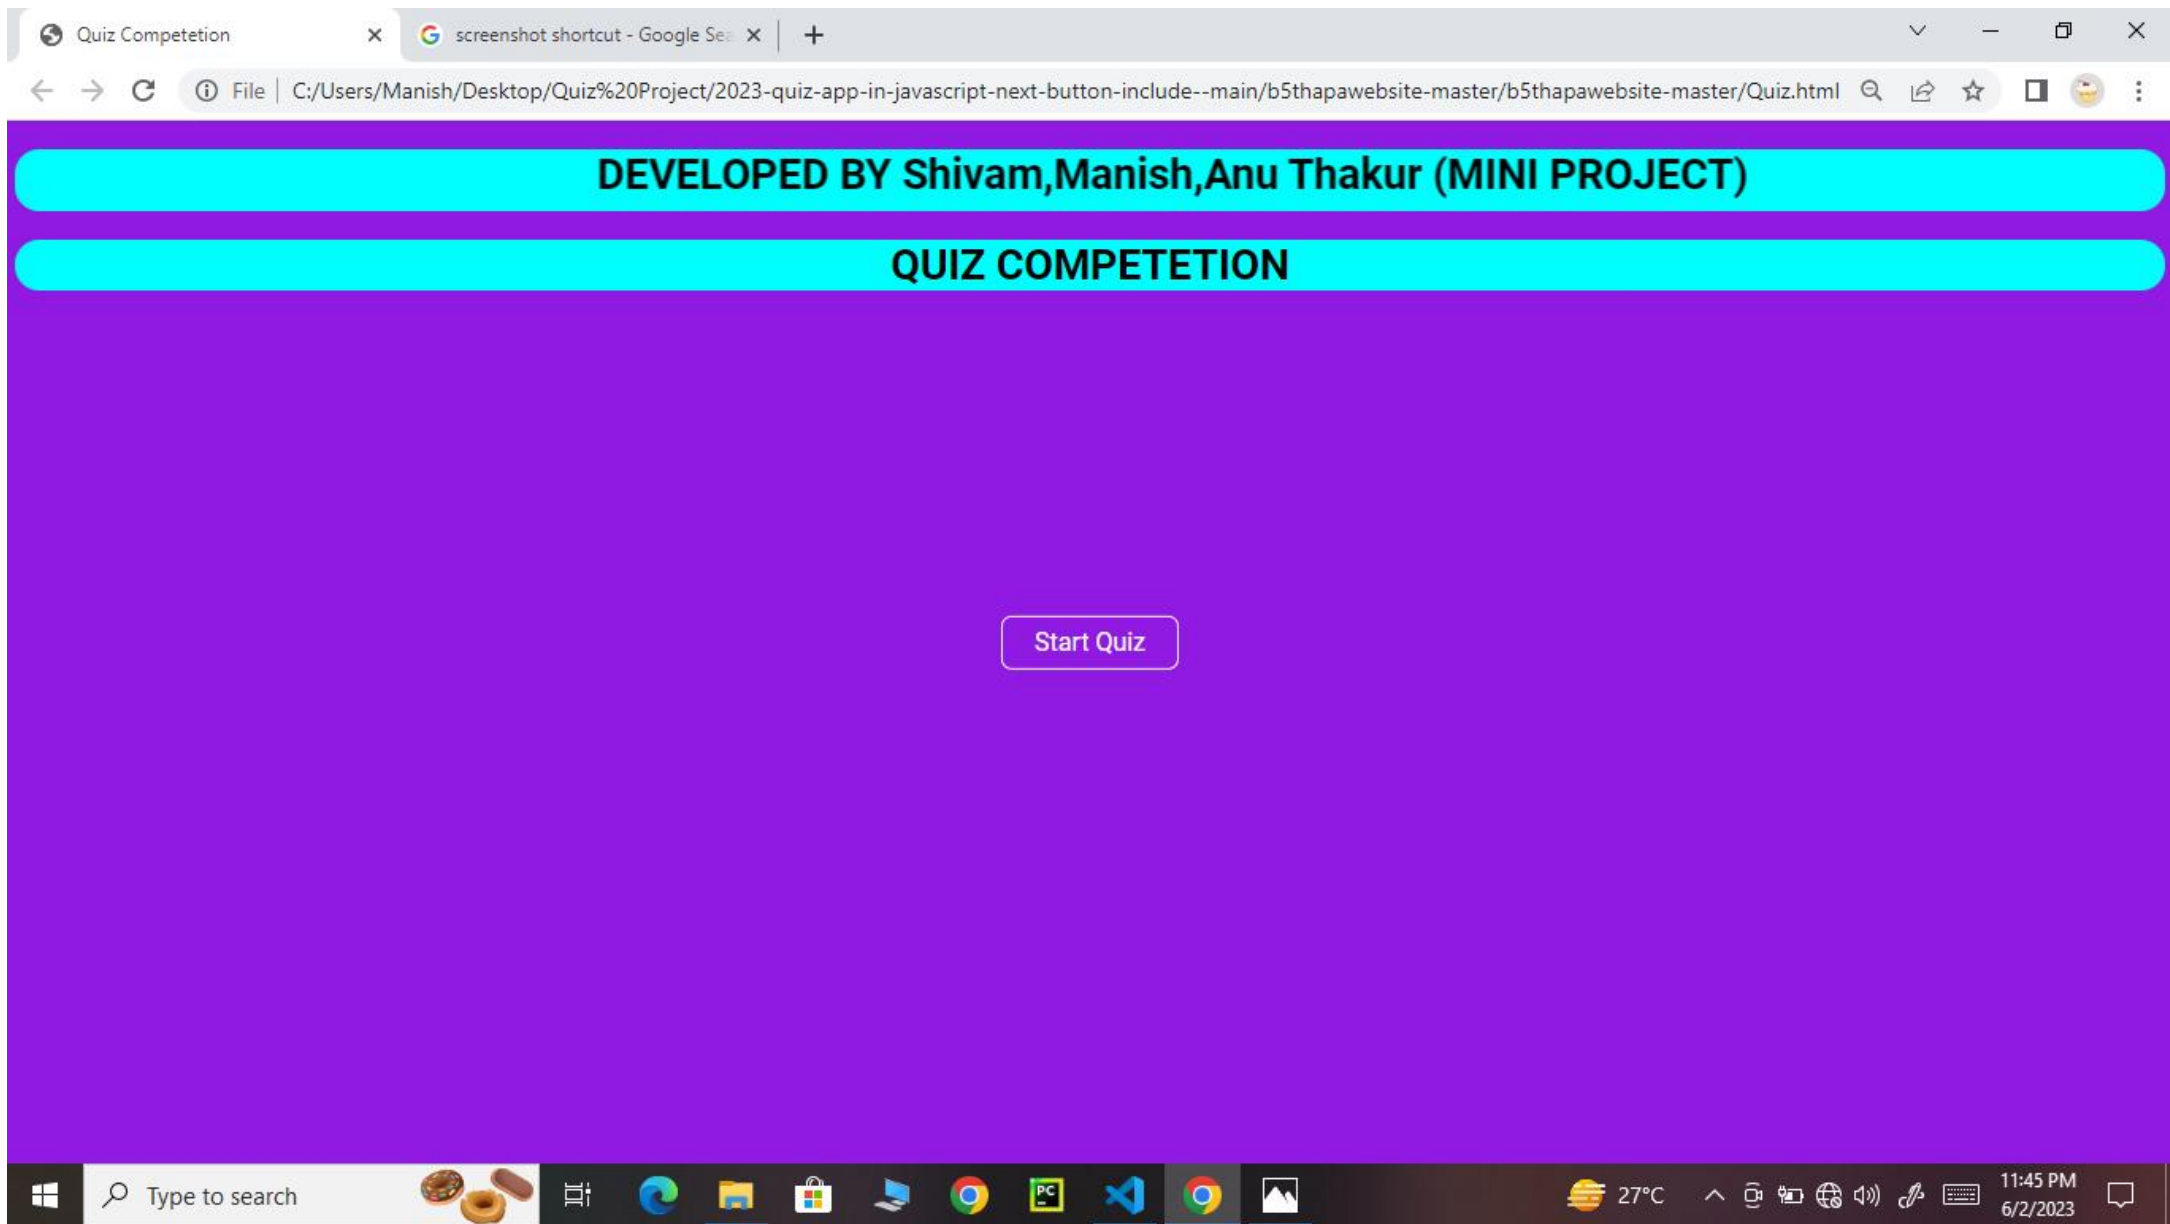 Quiz Competetion
screenshot shortcut - Google Sea
File
C:/Users/Manish/Desktop/Quiz%20Project/2023-quiz-app-in-javascript-next-button-include--main/b5thapawebsite-master/b5thapawebsite-master/Quiz.html
DEVELOPED BY Shivam,Manish,Anu Thakur (MINI PROJECT)
QUIZ COMPETETION
Start Quiz
Type to search
PC
27°C
11:45 PM
6/2/2023